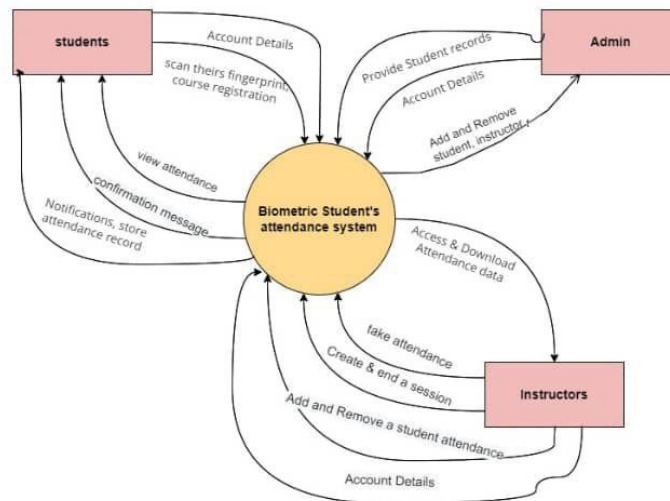 students
Account Details
scan theirs fingerprint,
course registration
Provide Student records
Admin
Account Details
Add and Remove
student, instructor ,
view attendance
confirmation message
Notifications, store
attendance record
Biometric Student's
attendance system
Access & Download
Attendance data
take attendance
Create & end a session
Instructors
Add and Remove a student attendance
Account Details